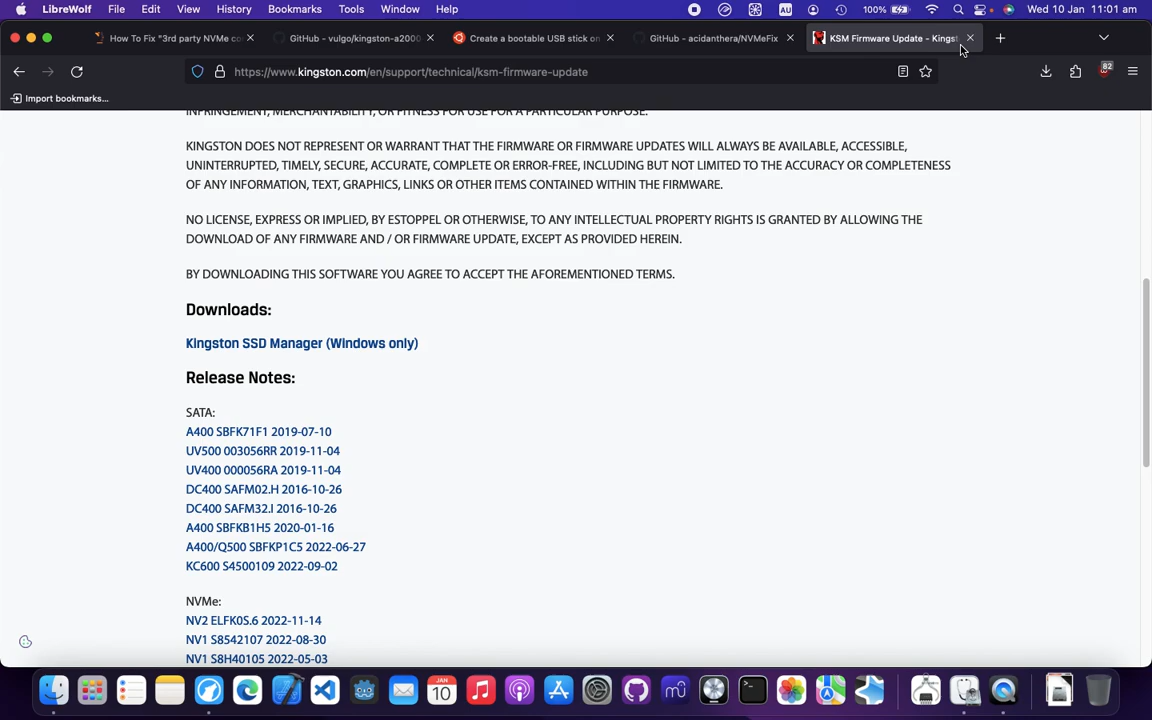 LibreWolf File Edit View History Bookmarks Tools Window Help AU 100% Wed 10 Jan 11:01 am
How To Fix "3rd party NVMe co GitHub - vulgo/kingston-a2000 Create a bootable USB stick on GitHub - acidanthera/NVMeFix KSM Firmware Update - Kingst
https://www.kingston.com/en/support/technical/ksm-firmware-update 82
Import bookmarks...
INFRINGEMENT, MERCHANTABILITY, OR FITNESS FOR USE FOR A PARTICULAR PURPOSE.
KINGSTON DOES NOT REPRESENT OR WARRANT THAT THE FIRMWARE OR FIRMWARE UPDATES WILL ALWAYS BE AVAILABLE, ACCESSIBLE,
UNINTERRUPTED, TIMELY, SECURE, ACCURATE, COMPLETE OR ERROR-FREE, INCLUDING BUT NOT LIMITED TO THE ACCURACY OR COMPLETENESS
OF ANY INFORMATION, TEXT, GRAPHICS, LINKS OR OTHER ITEMS CONTAINED WITHIN THE FIRMWARE.
NO LICENSE, EXPRESS OR IMPLIED, BY ESTOPPEL OR OTHERWISE, TO ANY INTELLECTUAL PROPERTY RIGHTS IS GRANTED BY ALLOWING THE
DOWNLOAD OF ANY FIRMWARE AND / OR FIRMWARE UPDATE, EXCEPT AS PROVIDED HEREIN.
BY DOWNLOADING THIS SOFTWARE YOU AGREE TO ACCEPT THE AFOREMENTIONED TERMS.
Downloads:
Kingston SSD Manager (Windows only)
Release Notes:
SATA:
A400 SBFK71F1 2019-07-10
UV500 003056RR 2019-11-04
UV400 000056RA 2019-11-04
DC400 SAFM02.H 2016-10-26
DC400 SAFM32.I 2016-10-26
A400 SBFKB1H5 2020-01-16
A400/Q500 SBFKP1C5 2022-06-27
KC600 S4500109 2022-09-02
NVMe:
NV2 ELFK0S.6 2022-11-14
NV1 S8542107 2022-08-30
NV1 S8H40105 2022-05-03
JAN
10